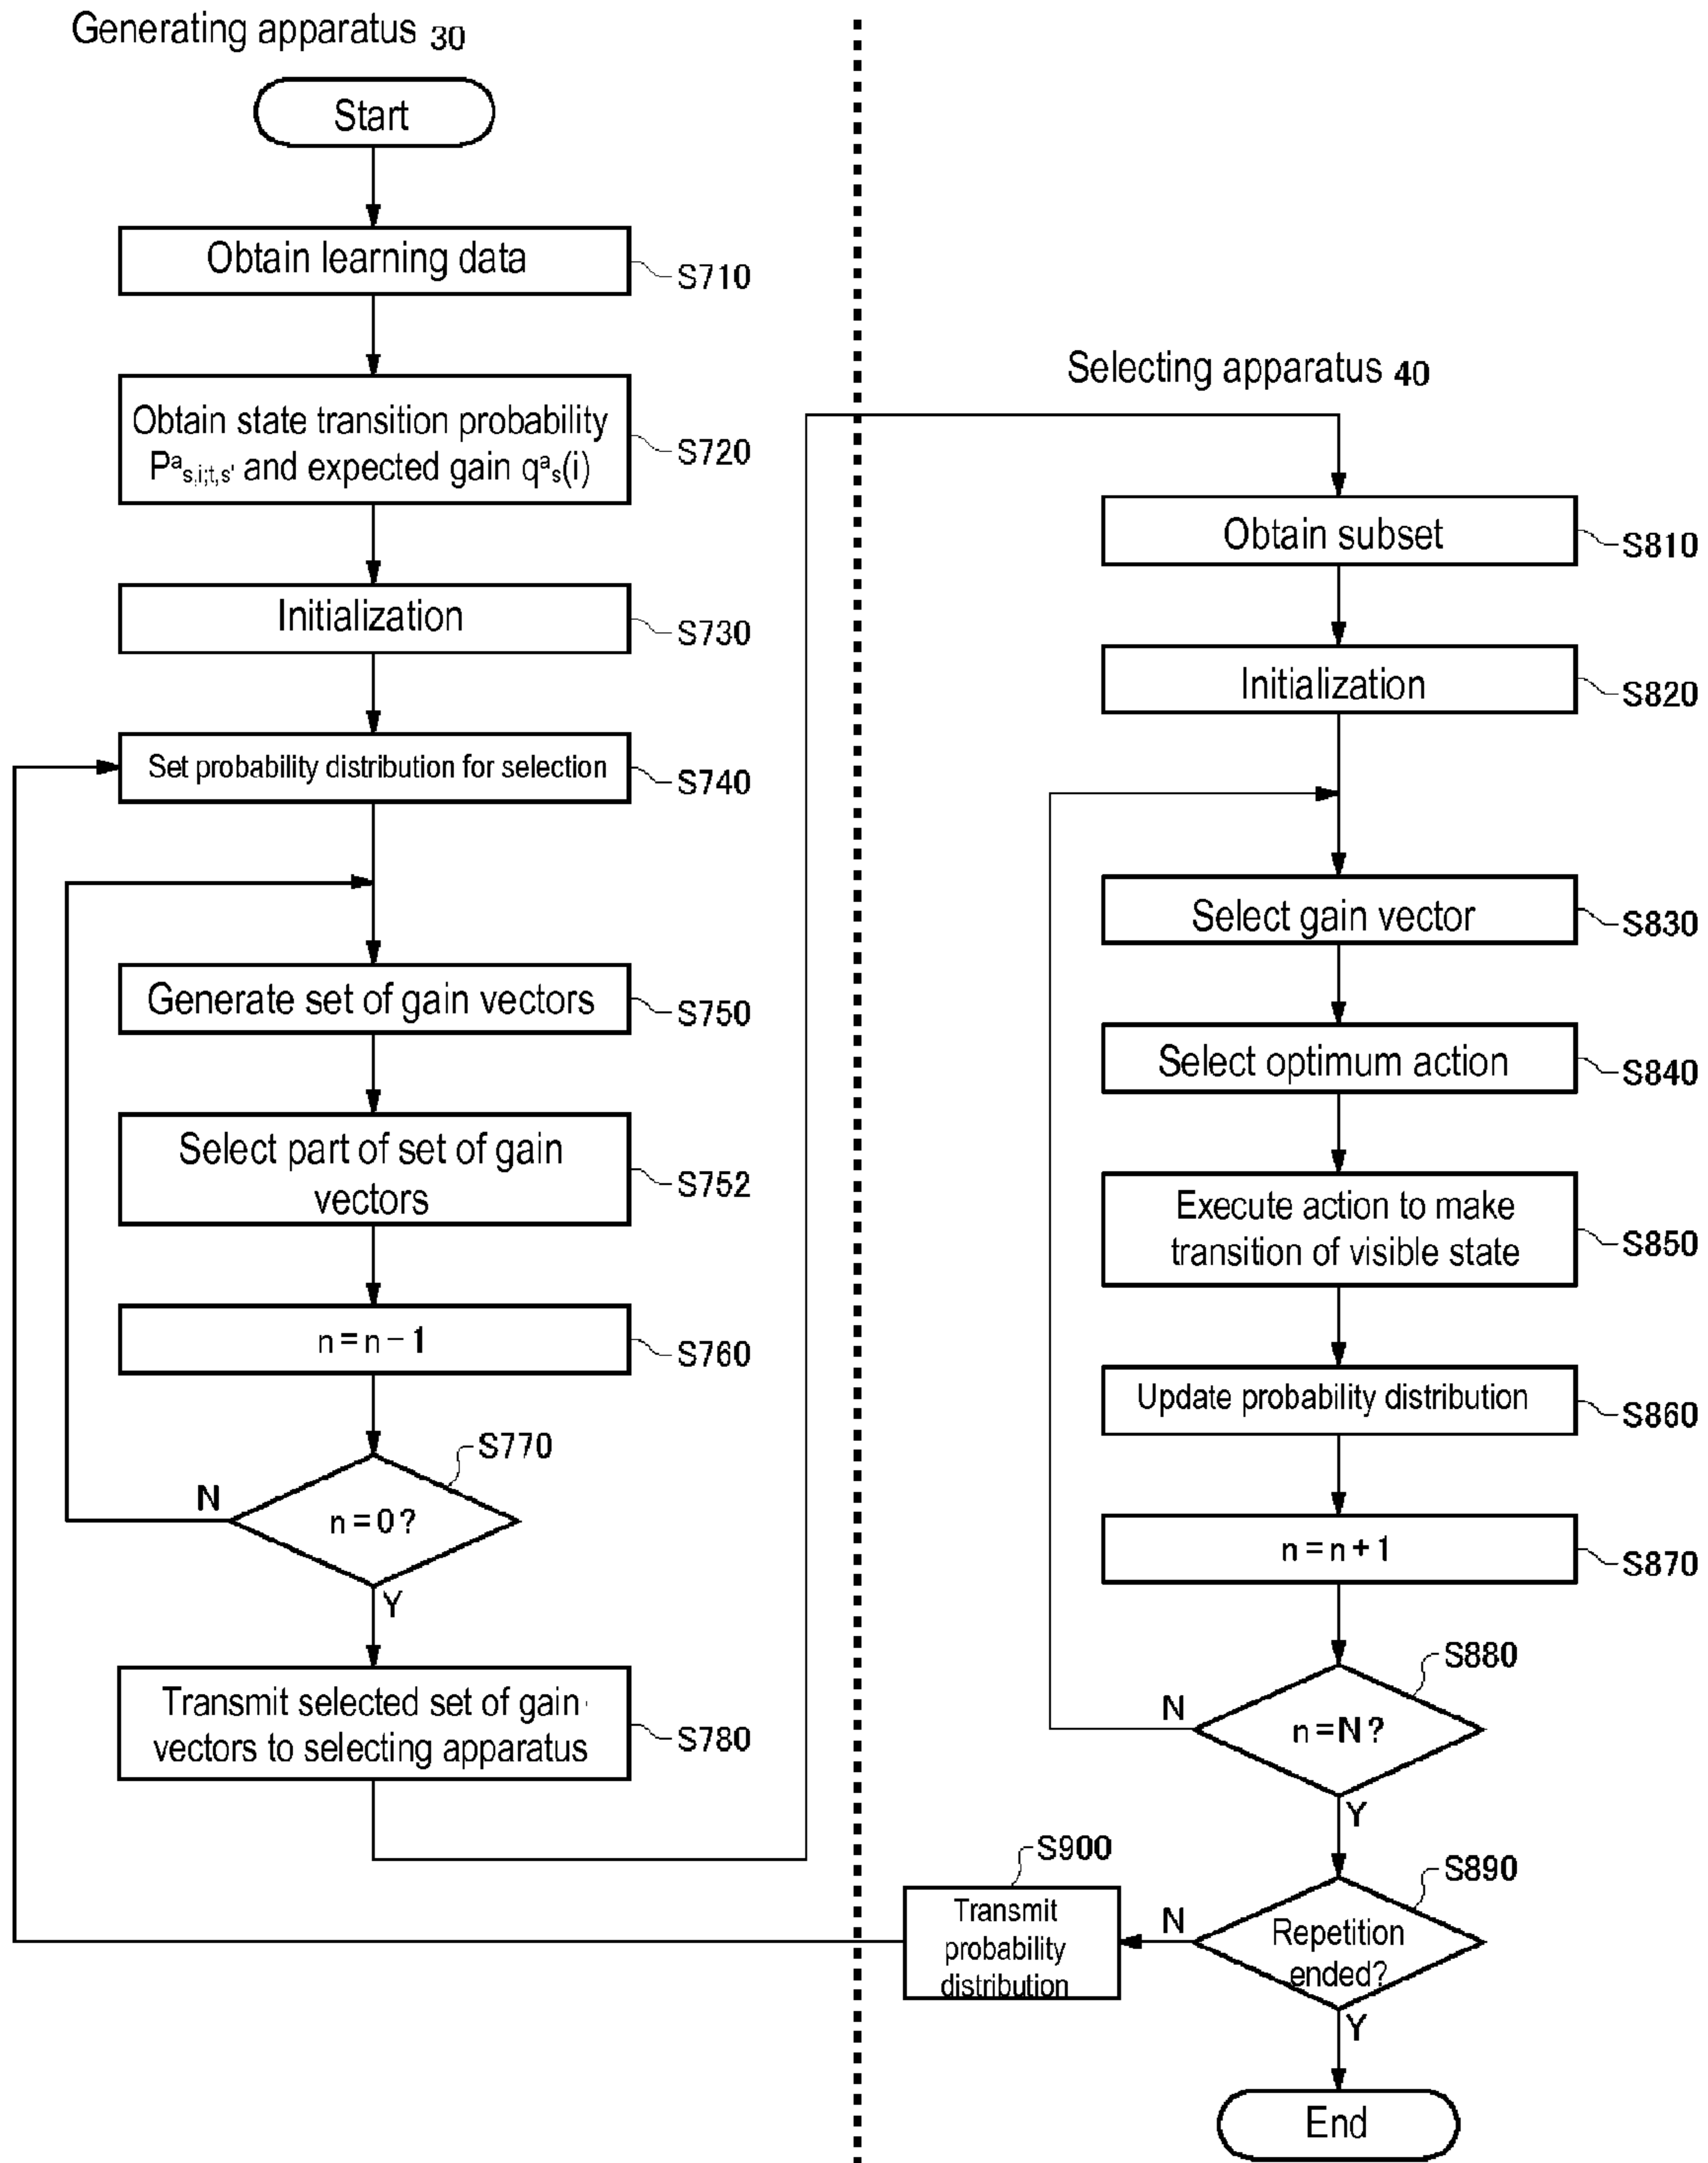 Generating apparatus 30
Start
Obtain learning data
S710
Obtain state transition probability
Pᵃs,i;t,s' and expected gain qᵃs(i)
S720
Initialization
S730
Set probability distribution for selection
S740
Generate set of gain vectors
S750
Select part of set of gain
vectors
S752
n = n − 1
S760
S770
n = 0 ?
N
Y
Transmit selected set of gain
vectors to selecting apparatus
S780
Selecting apparatus 40
Obtain subset
S810
Initialization
S820
Select gain vector
S830
Select optimum action
S840
Execute action to make
transition of visible state
S850
Update probability distribution
S860
n = n + 1
S870
S880
n = N ?
N
Y
S890
Repetition
ended?
N
Y
S900
Transmit
probability
distribution
End